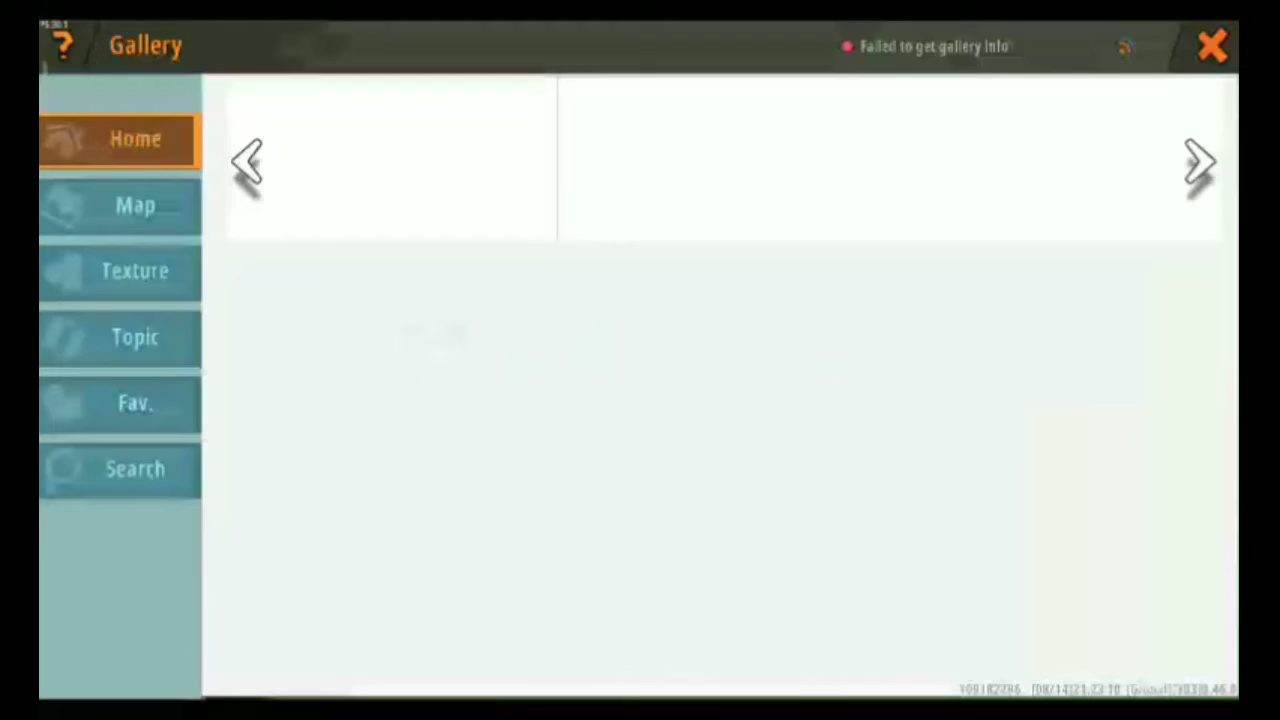 Gallery
Failed to get gallery info
Home
Map
Texture
Topic
Fav.
Search